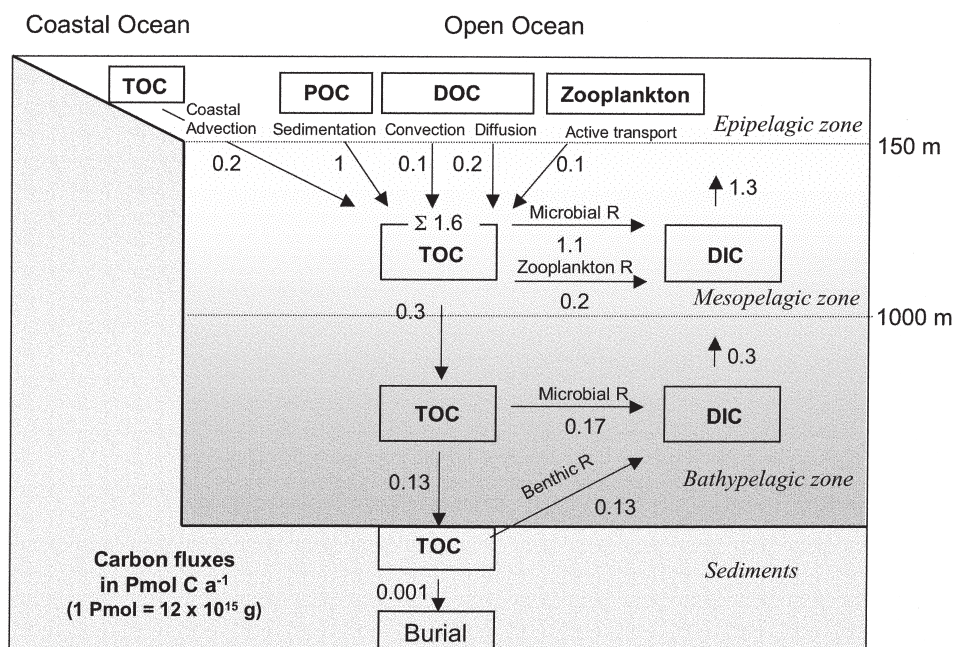 Coastal Ocean
Open Ocean
TOC
POC
DOC
Zooplankton
Coastal
Advection
Sedimentation
Convection
Diffusion
Active transport
Epipelagic zone
150 m
0.2
1
0.1
0.2
0.1
1.3
Σ 1.6
TOC
Microbial R
1.1
Zooplankton R
0.2
DIC
Mesopelagic zone
0.3
1000 m
0.3
TOC
Microbial R
0.17
DIC
0.13
Benthic R
0.13
Bathypelagic zone
TOC
Carbon fluxes
in Pmol C a⁻¹
(1 Pmol = 12 x 10¹⁵ g)
Sediments
0.001
Burial